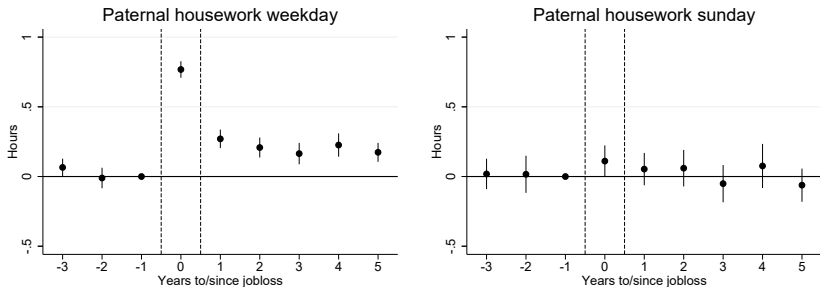 Paternal housework weekday
1
.5
0
-.5
Hours
-3 -2 -1 0 1 2 3 4 5
Years to/since jobloss
Paternal housework sunday
1
.5
0
-.5
Hours
-3 -2 -1 0 1 2 3 4 5
Years to/since jobloss